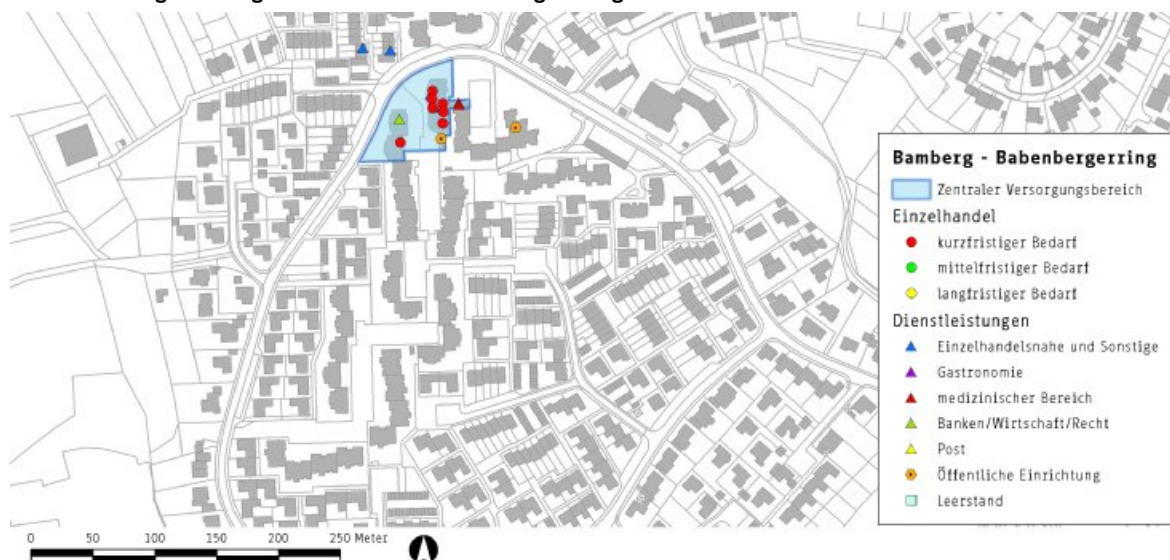 Bamberg - Babenbergerring
Zentraler Versorgungsbereich
Einzelhandel
kurzfristiger Bedarf
mittelfristiger Bedarf
langfristiger Bedarf
Dienstleistungen
Einzelhandelsnahe und Sonstige
Gastronomie
medizinischer Bereich
Banken/Wirtschaft/Recht
Post
Öffentliche Einrichtung
Leerstand
0 50 100 150 200 250 Meter